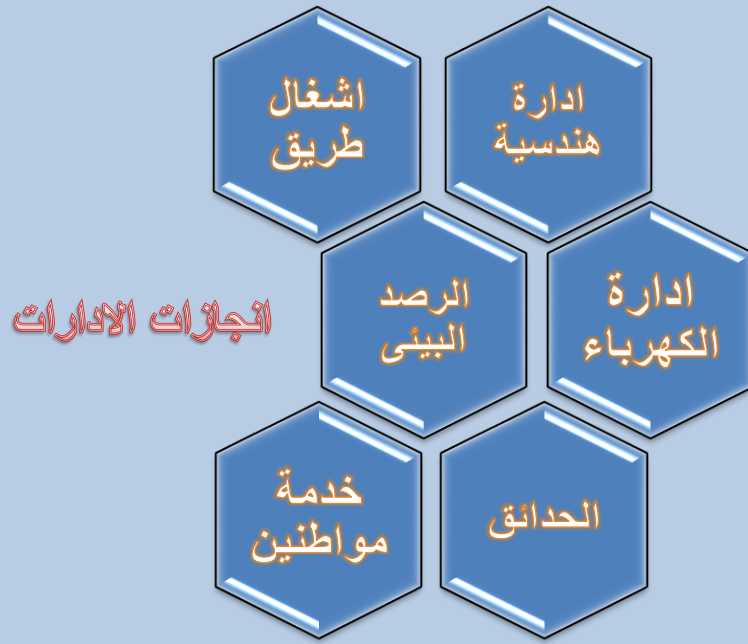 ادارة
هندسية
اشغال
طريق
ادارة
الكهرباء
الرصد
البيئى
انجازات الادارات
الحدائق
خدمة
مواطنين